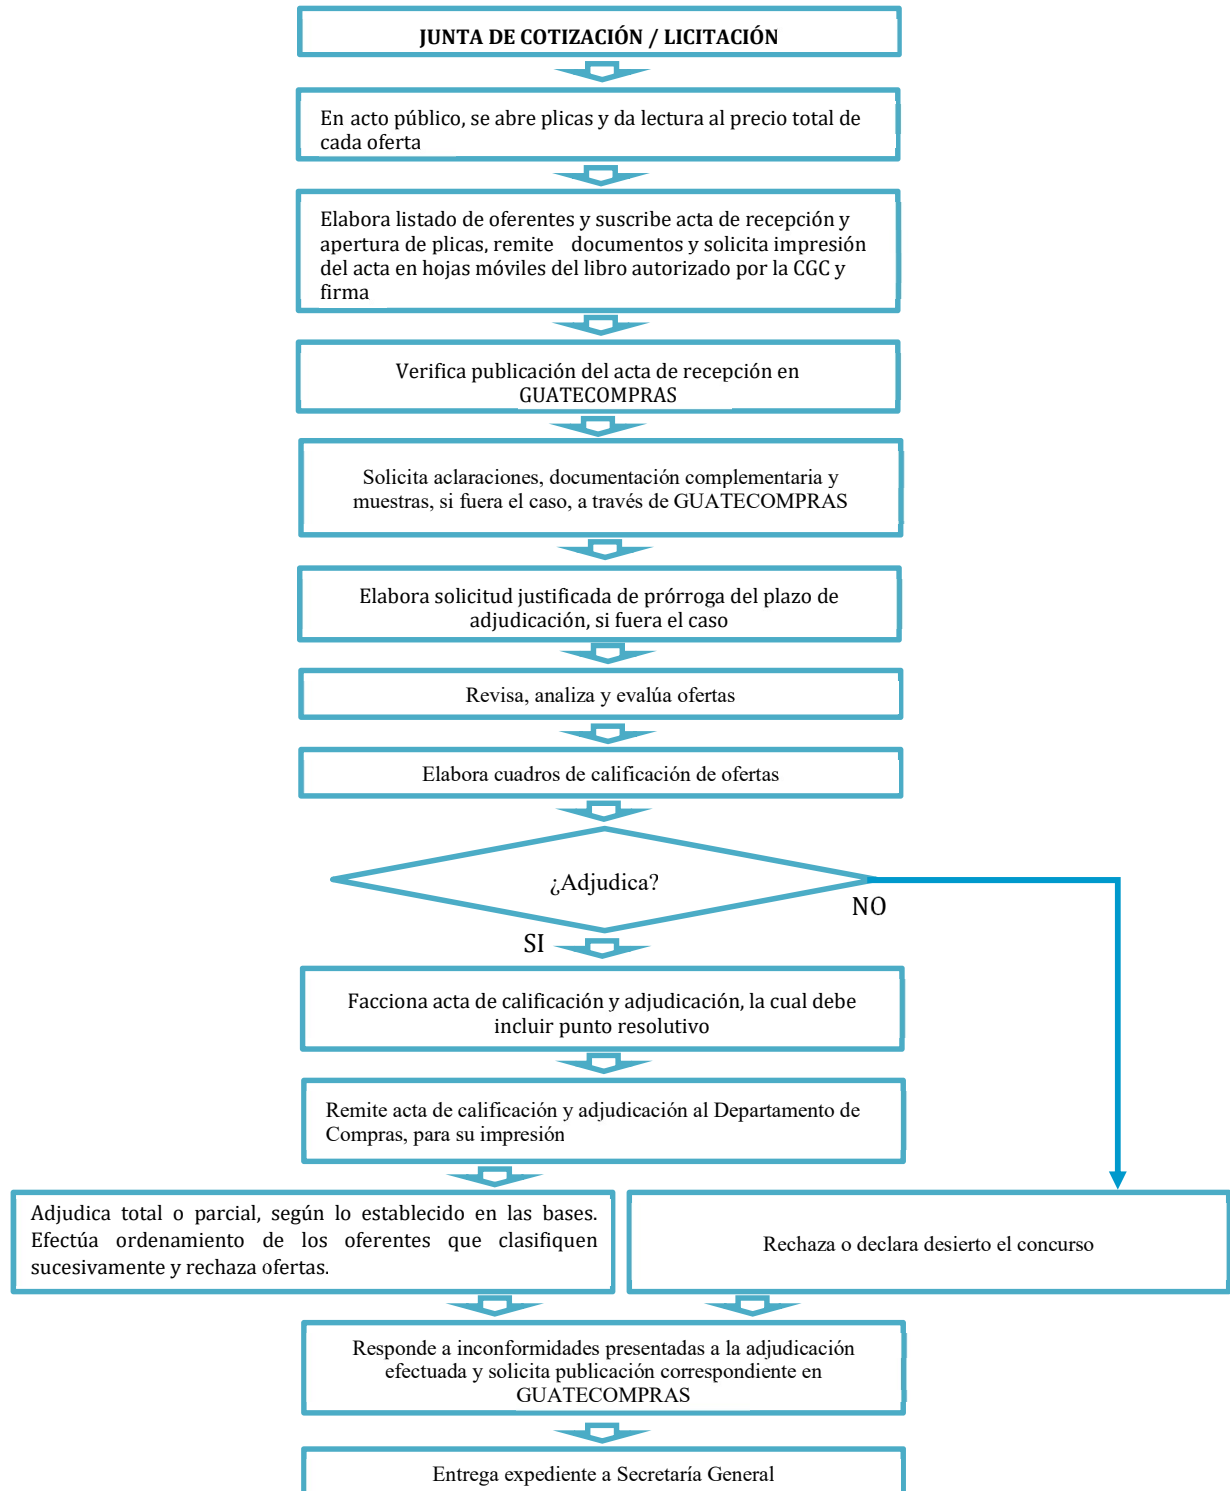 JUNTA DE COTIZACIÓN / LICITACIÓN
En acto público, se abre plicas y da lectura al precio total de
cada oferta
Elabora listado de oferentes y suscribe acta de recepción y
apertura de plicas, remite documentos y solicita impresión
del acta en hojas móviles del libro autorizado por la CGC y
firma
Verifica publicación del acta de recepción en
GUATECOMPRAS
Solicita aclaraciones, documentación complementaria y
muestras, si fuera el caso, a través de GUATECOMPRAS
Elabora solicitud justificada de prórroga del plazo de
adjudicación, si fuera el caso
Revisa, analiza y evalúa ofertas
Elabora cuadros de calificación de ofertas
¿Adjudica?
NO
SI
Facciona acta de calificación y adjudicación, la cual debe
incluir punto resolutivo
Remite acta de calificación y adjudicación al Departamento de
Compras, para su impresión
Adjudica total o parcial, según lo establecido en las bases.
Efectúa ordenamiento de los oferentes que clasifiquen
sucesivamente y rechaza ofertas.
Rechaza o declara desierto el concurso
Responde a inconformidades presentadas a la adjudicación
efectuada y solicita publicación correspondiente en
GUATECOMPRAS
Entrega expediente a Secretaría General